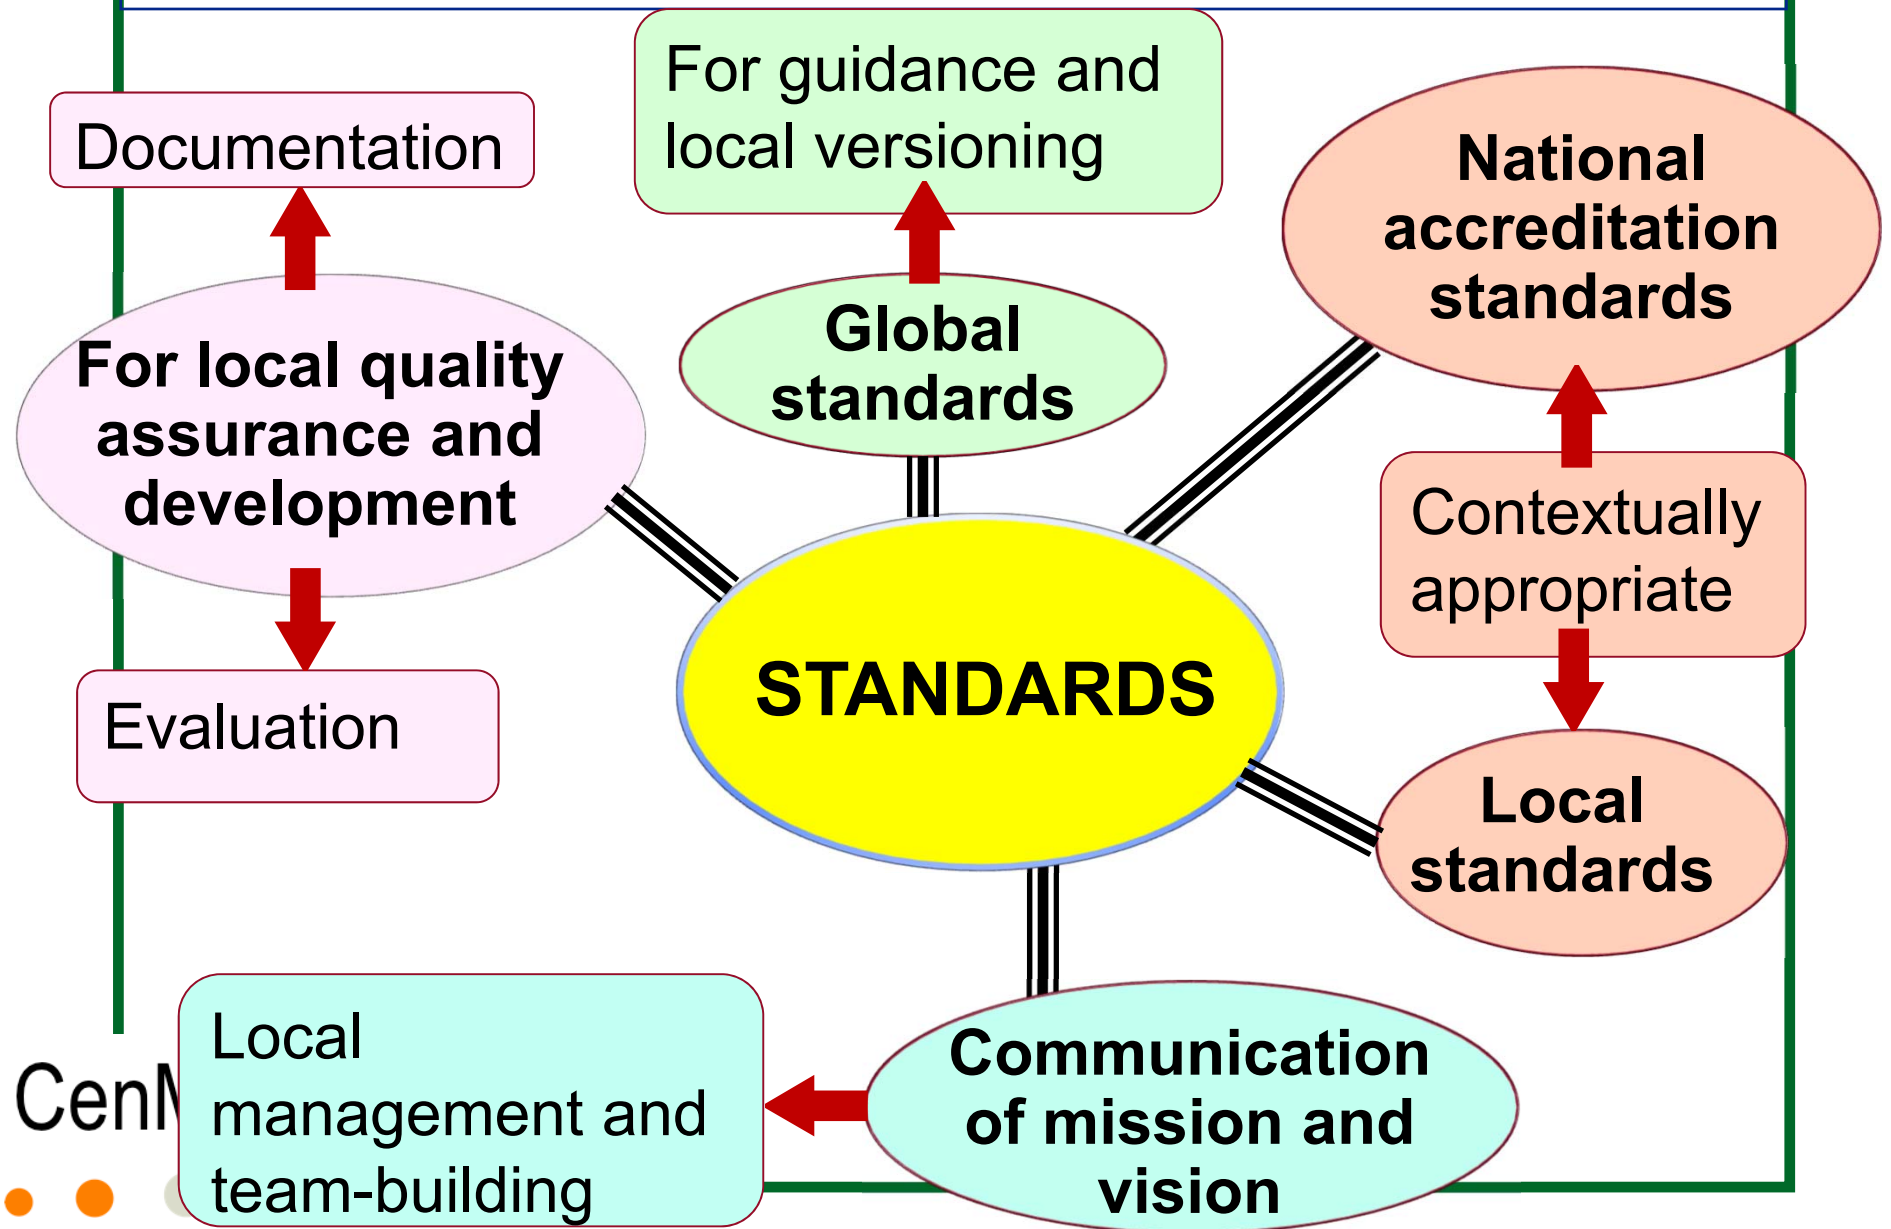 For guidance and
local versioning
Documentation
National
accreditation
standards
Global
standards
For local quality
assurance and
development
Contextually
appropriate
STANDARDS
Evaluation
Local
standards
Local
management and
team-building
Communication
of mission and
vision